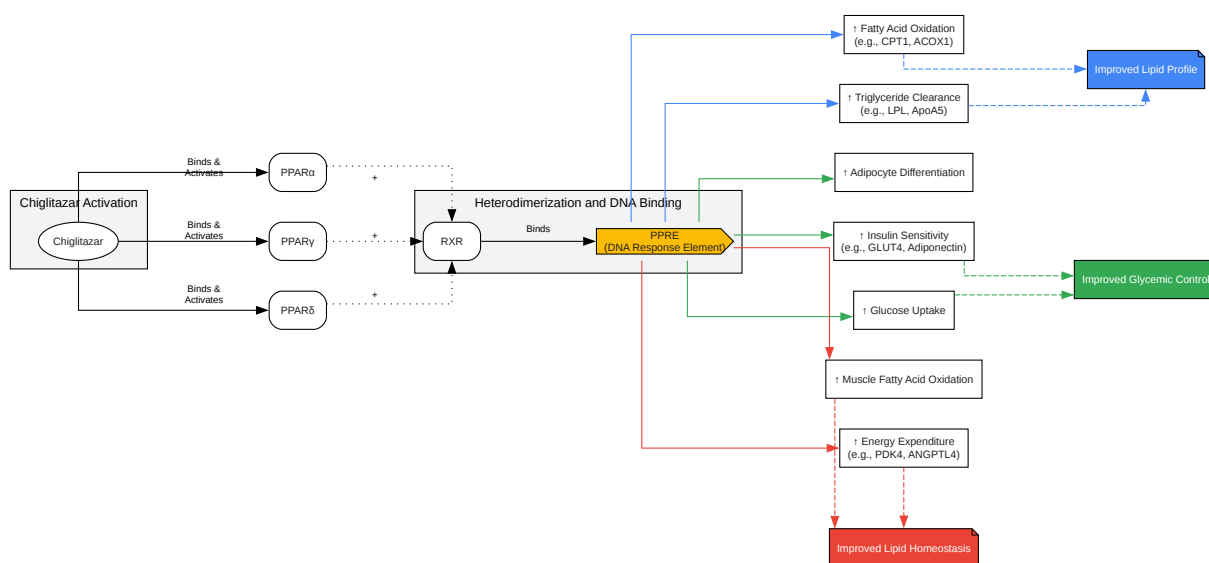 ↑ Fatty Acid Oxidation
(e.g., CPT1, ACOX1)
Improved Lipid Profile
↑ Triglyceride Clearance
(e.g., LPL, ApoA5)
Binds &
Activates
PPARα
+
↑ Adipocyte Differentiation
Chiglitazar Activation
Heterodimerization and DNA Binding
Chiglitazar
Binds &
Activates
PPARγ
+
RXR
Binds
PPRE
(DNA Response Element)
↑ Insulin Sensitivity
(e.g., GLUT4, Adiponectin)
Improved Glycemic Control
Binds &
Activates
PPARδ
+
↑ Glucose Uptake
↑ Muscle Fatty Acid Oxidation
↑ Energy Expenditure
(e.g., PDK4, ANGPTL4)
Improved Lipid Homeostasis